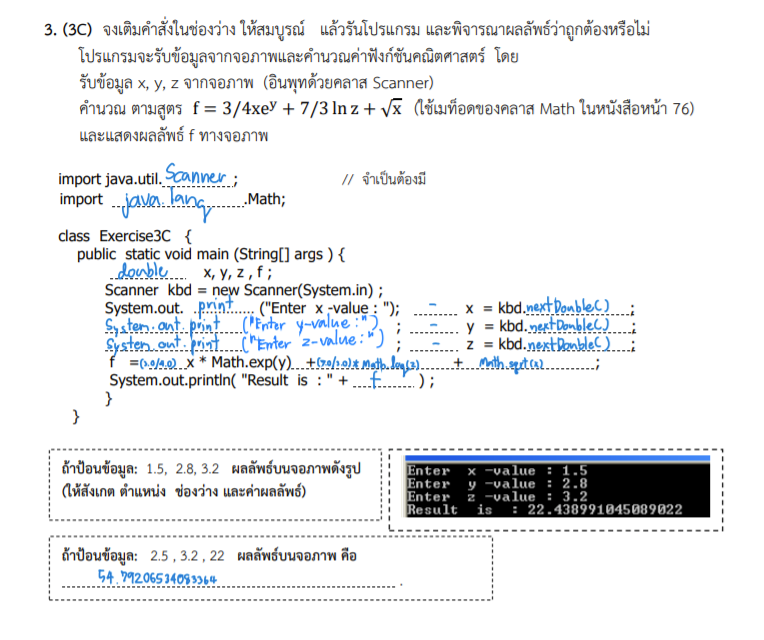 3. (3C) จงเติมคำสั่งในช่องว่าง ให้สมบูรณ์ แล้วรันโปรแกรม และพิจารณาผลลัพธ์ว่าถูกต้องหรือไม่
โปรแกรมจะรับข้อมูลจากจอภาพและคำนวณค่าฟังก์ชันคณิตศาสตร์ โดย
รับข้อมูล x, y, z จากจอภาพ (อินพุทด้วยคลาส Scanner)
คำนวณ ตามสูตร f = 3/4xe^y + 7/3 ln z + √x (ใช้เมท็อดของคลาส Math ในหนังสือหน้า 76)
และแสดงผลลัพธ์ f ทางจอภาพ
import java.util. Scanner ; // จำเป็นต้องมี
import java.lang .Math;
class Exercise3C {
public static void main (String[] args ) {
double x, y, z , f ;
Scanner kbd = new Scanner(System.in) ;
System.out. print ("Enter x -value : "); - x = kbd.nextDouble() ;
System.out.print ("Enter y-value :") ; - y = kbd.nextDouble() ;
System.out.print ("Enter z-value :") ; - z = kbd.nextDouble() ;
f =(3.0/4.0) x * Math.exp(y) +(7.0/3.0)* Math.log(z) + Math.sqrt(x) ;
System.out.println( "Result is : " + f ) ;
}
}
ถ้าป้อนข้อมูล: 1.5, 2.8, 3.2 ผลลัพธ์บนจอภาพดังรูป
(ให้สังเกต ตำแหน่ง ช่องว่าง และค่าผลลัพธ์)
Enter x -value : 1.5
Enter y -value : 2.8
Enter z -value : 3.2
Result is : 22.438991045089022
ถ้าป้อนข้อมูล: 2.5 , 3.2 , 22 ผลลัพธ์บนจอภาพ คือ
54.79206534083364 .